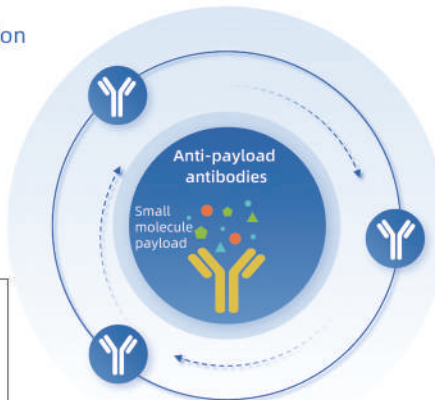 on
Anti-payload
antibodies
Small
molecule
payload